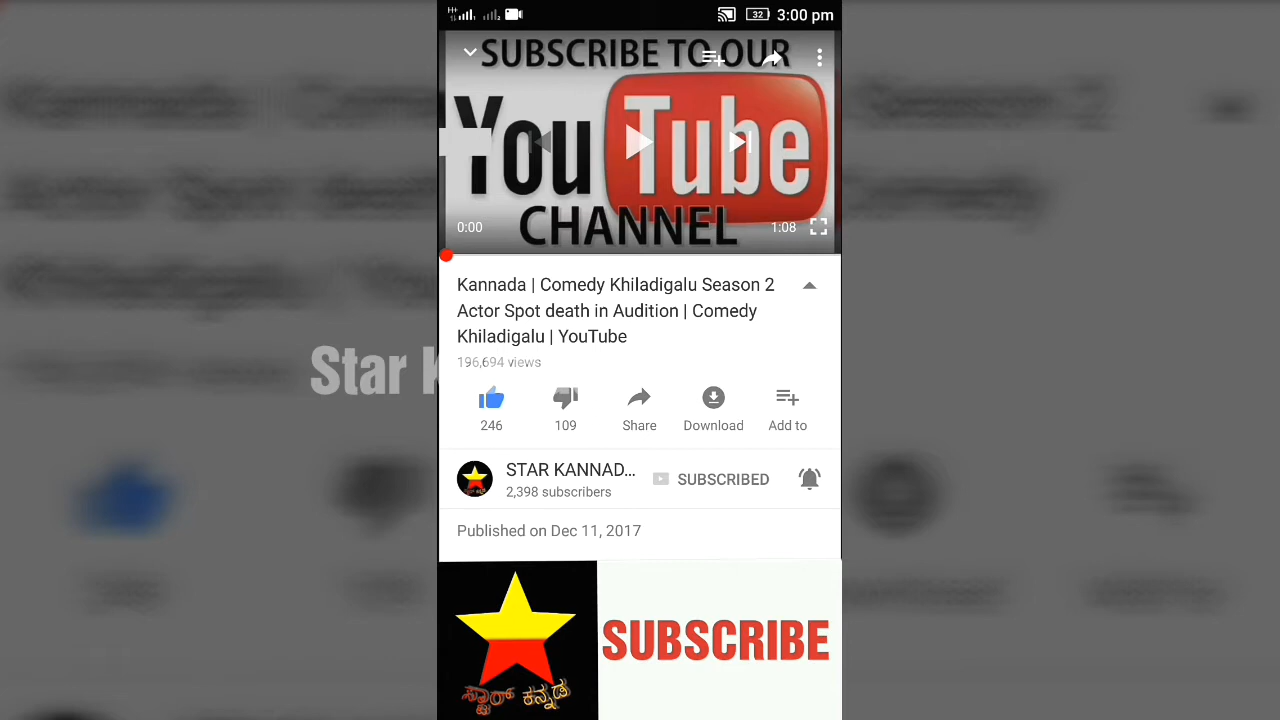 H+
32
3:00 pm
SUBSCRIBE TO OUR
YouTube
CHANNEL
0:00
1:08
Kannada | Comedy Khiladigalu Season 2
Actor Spot death in Audition | Comedy
Khiladigalu | YouTube
196,694 views
Star
246
109
Share
Download
Add to
STAR KANNAD...
SUBSCRIBED
2,398 subscribers
Published on Dec 11, 2017
SUBSCRIBE
ಸ್ಟಾರ್ ಕನ್ನಡ